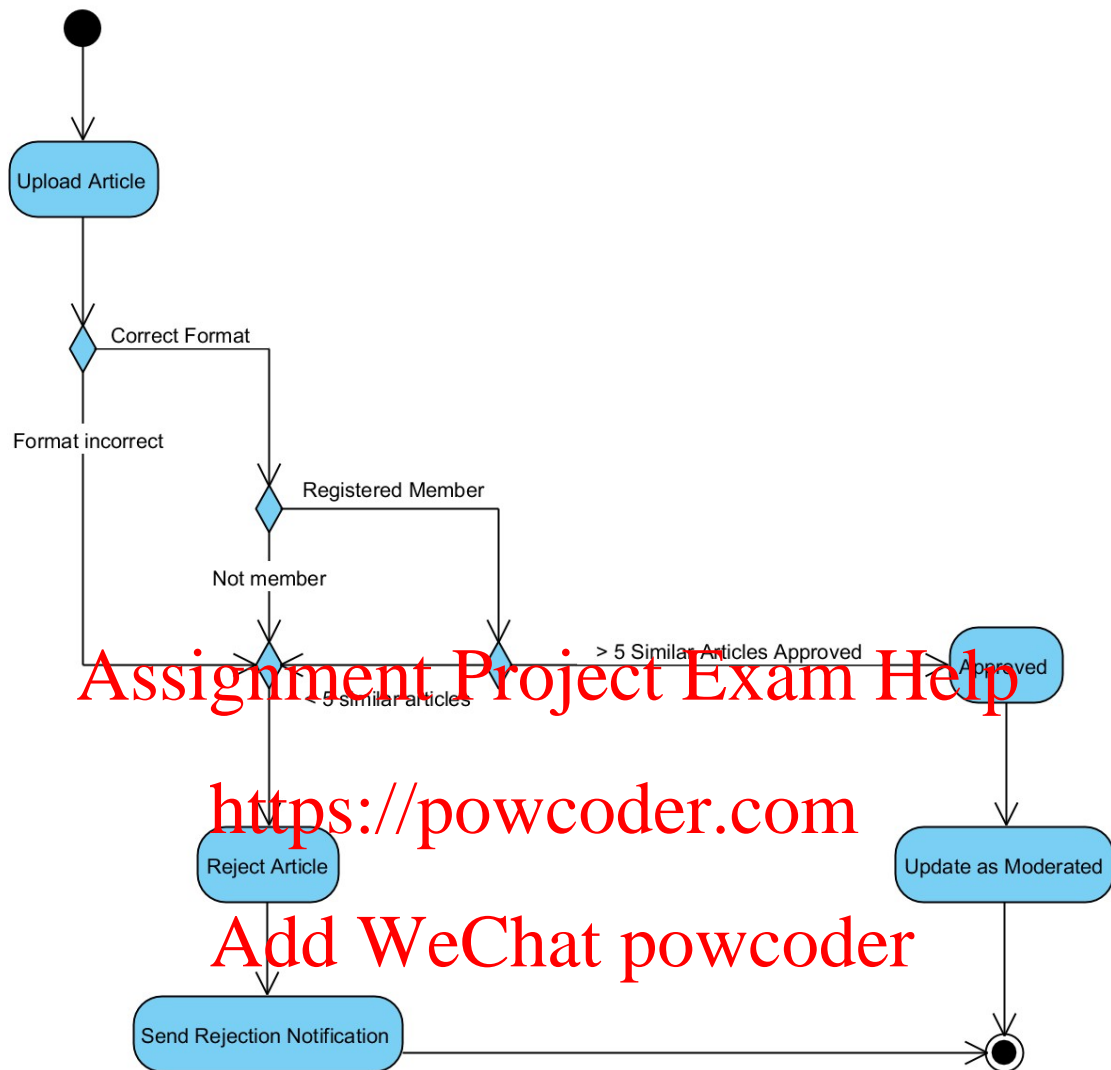 Upload Article
Correct Format
Format incorrect
Registered Member
Not member
> 5 Similar Articles Approved
Approved
Assignment Project Exam Help
< 5 similar articles
https://powcoder.com
Reject Article
Update as Moderated
Add WeChat powcoder
Send Rejection Notification